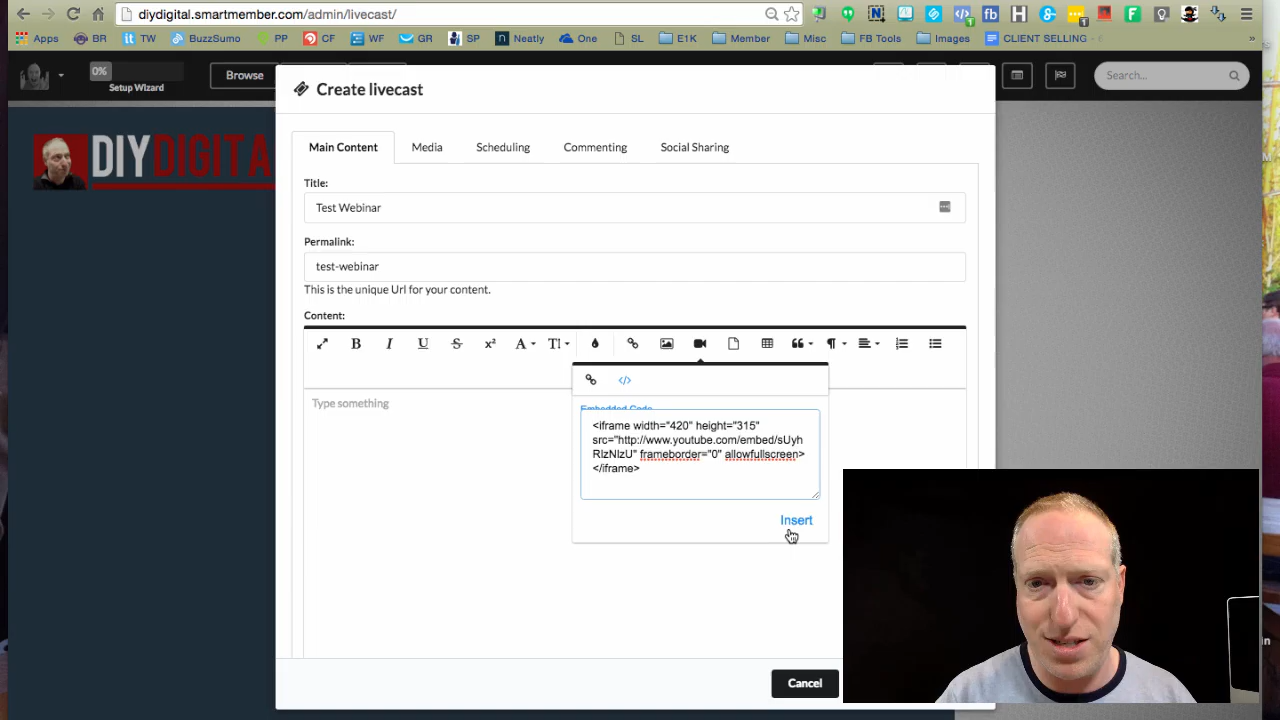 diydigital.smartmember.com/admin/livecast/
Apps BR TW BuzzSumo PP CF WF GR SP Neatly One SL E1K Member Misc FB Tools Images CLIENT SELLING - »
0%
Setup Wizard
Browse
Search...
Create livecast
DIYDIGITA
Main Content Media Scheduling Commenting Social Sharing
Title:
Test Webinar
Permalink:
test-webinar
This is the unique Url for your content.
Content:
Type something
Embedded Code
<iframe width="420" height="315"
src="http://www.youtube.com/embed/sUyh
RlzNlzU" frameborder="0" allowfullscreen>
</iframe>
Insert
Cancel